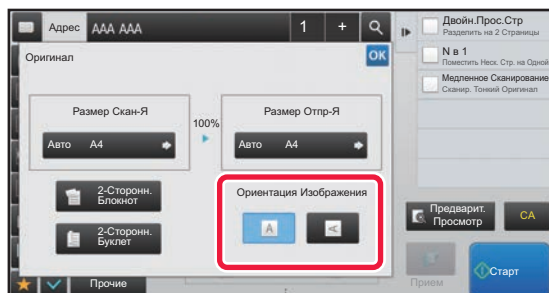 Адрес AAA AAA 1 +
Оригинал OK
Размер Скан-Я
100%
Размер Отпр-Я
Авто A4
Авто A4
2-Сторонн.
Блокнот
2-Сторонн.
Буклет
Ориентация Изображения
A A
Прочие
Двойн.Прос.Стр
Разделить на 2 Страницы
N в 1
Поместить Неск. Стр. на Одной
Медленное Сканирование
Сканир. Тонкий Оригинал
Предварит.
Просмотр
CA
Прием
Старт